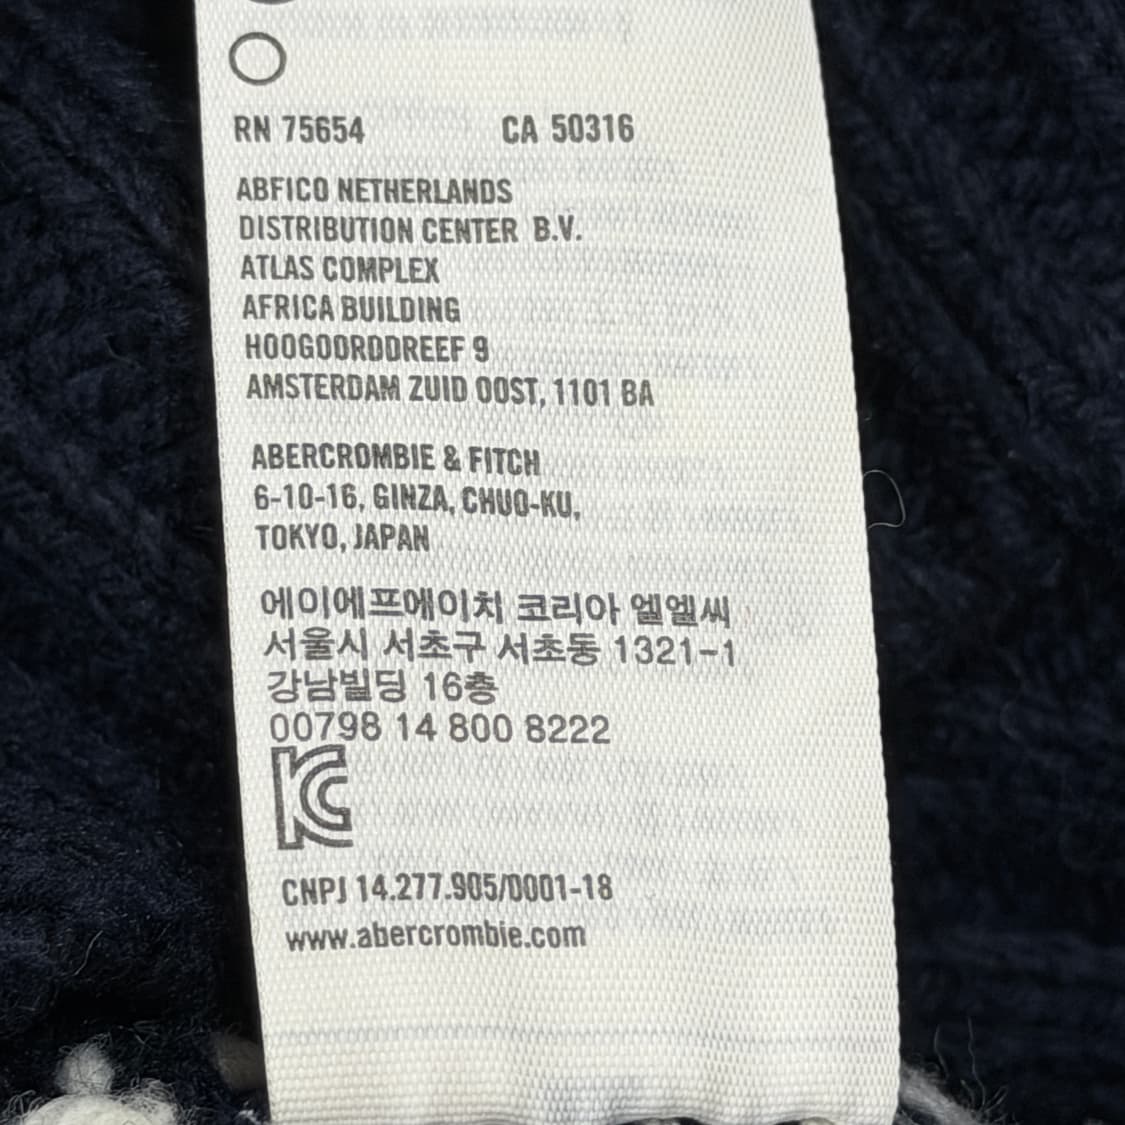 RN 75654 CA 50316
ABFICO NETHERLANDS
DISTRIBUTION CENTER B.V.
ATLAS COMPLEX
AFRICA BUILDING
HOOGOORDDREEF 9
AMSTERDAM ZUID OOST, 1101 BA
ABERCROMBIE & FITCH
6-10-16, GINZA, CHUO-KU,
TOKYO, JAPAN
에이에프에이치 코리아 엘엘씨
서울시 서초구 서초동 1321-1
강남빌딩 16층
00798 14 800 8222
KC
CNPJ 14.277.905/0001-18
www.abercrombie.com